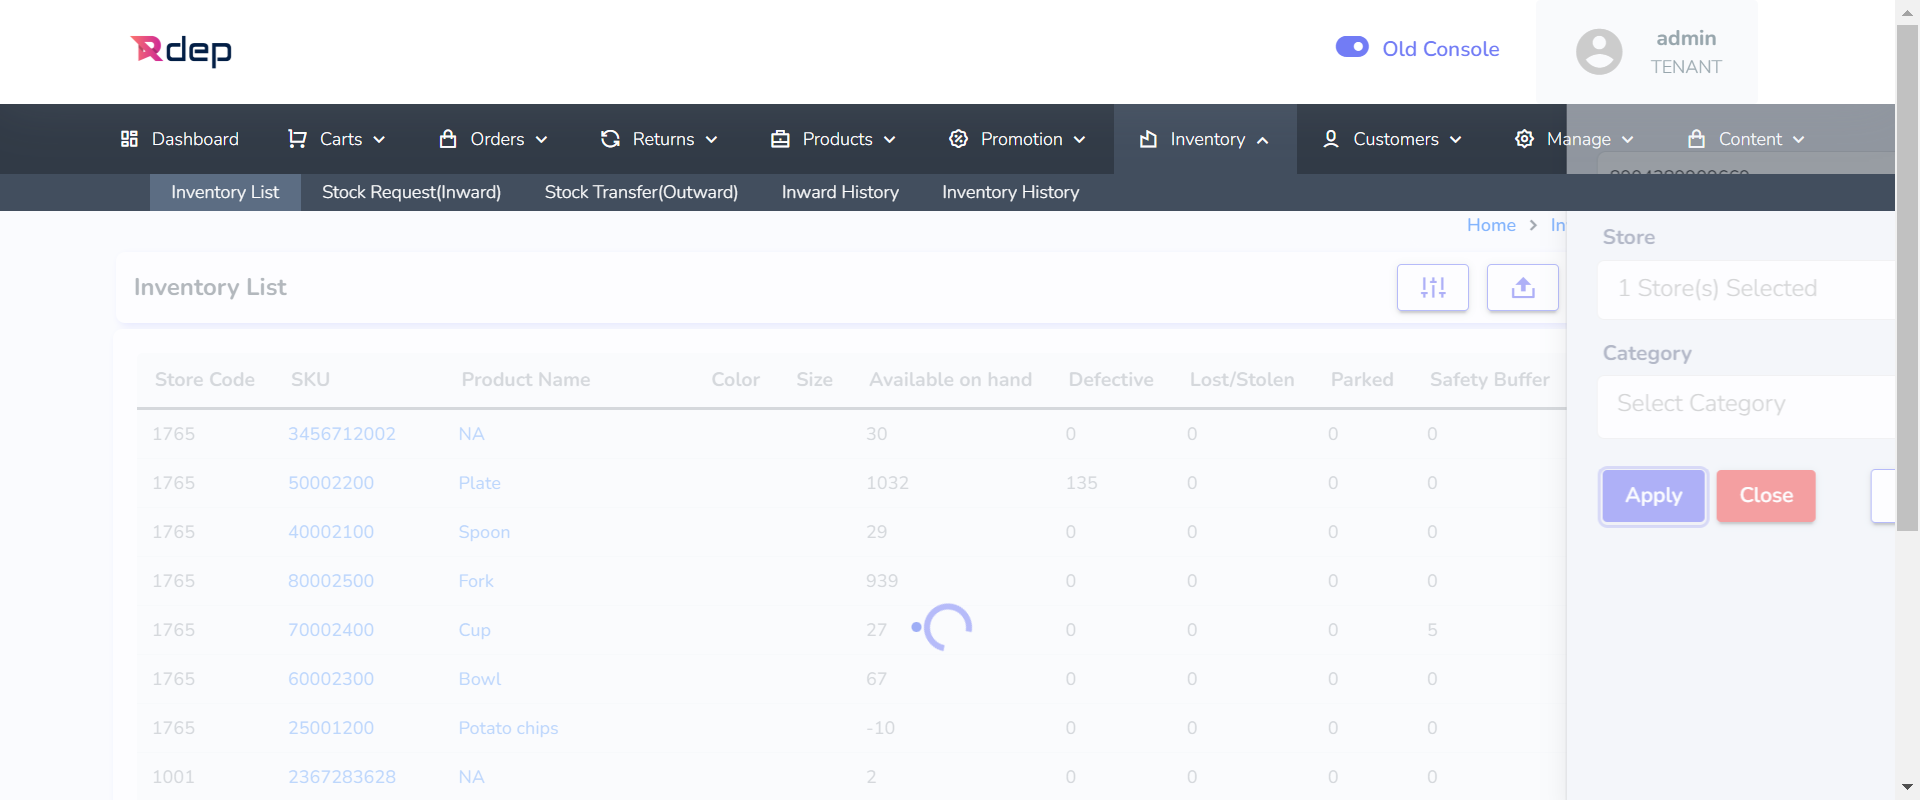 Rdep
Old Console
admin
TENANT
Dashboard Carts Orders Returns Products Promotion Inventory Customers Manage Content
Inventory List Stock Request(Inward) Stock Transfer(Outward) Inward History Inventory History
Home > In
Inventory List
Store
1 Store(s) Selected
Category
Select Category
Apply Close
Store Code SKU Product Name Color Size Available on hand Defective Lost/Stolen Parked Safety Buffer
1765 3456712002 NA 30 0 0 0 0
1765 50002200 Plate 1032 135 0 0 0
1765 40002100 Spoon 29 0 0 0 0
1765 80002500 Fork 939 0 0 0 0
1765 70002400 Cup 27 0 0 0 5
1765 60002300 Bowl 67 0 0 0 0
1765 25001200 Potato chips -10 0 0 0 0
1001 2367283628 NA 2 0 0 0 0